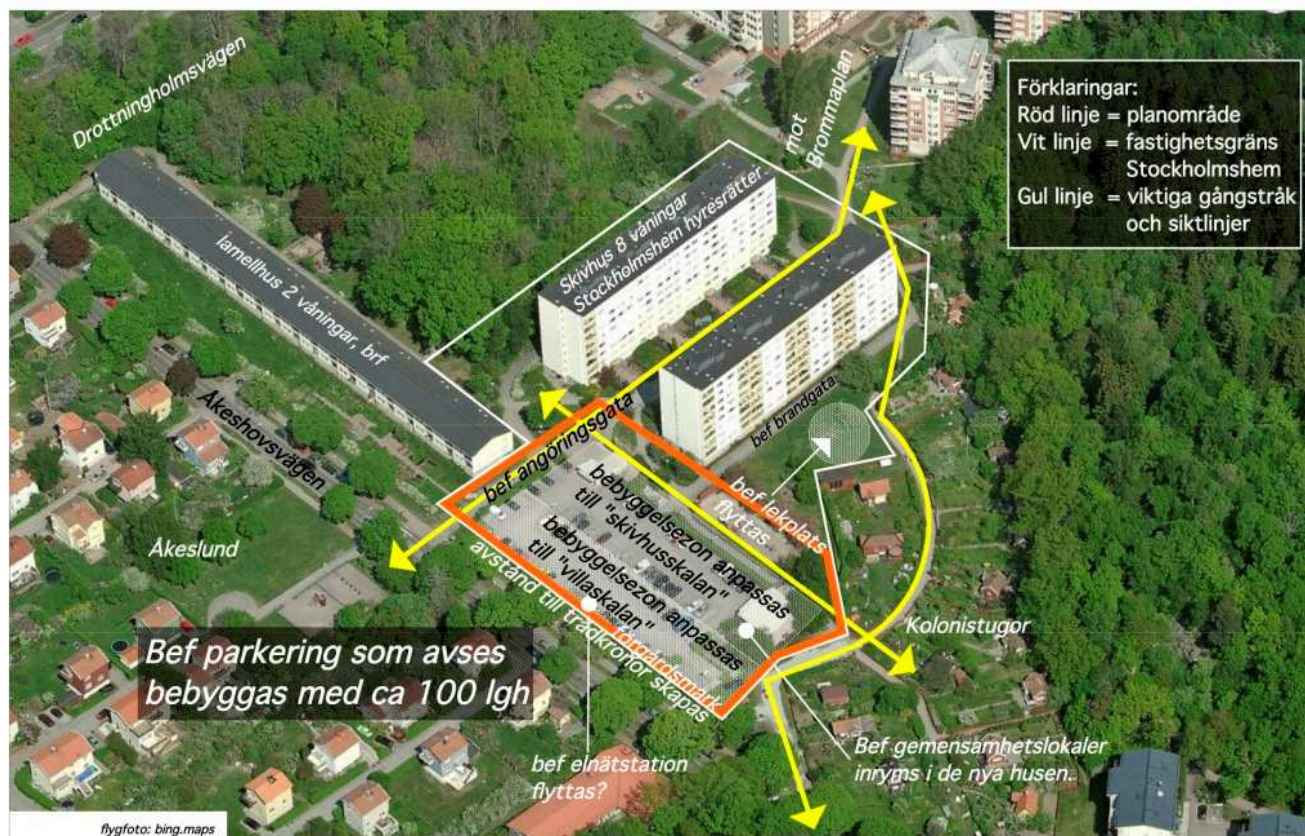 Drottningholmsvägen
mot
Brommaplan
Förklaringar:
Röd linje = planområde
Vit linje = fastighetsgräns
Stockholmshem
Gul linje = viktiga gångstråk
och siktlinjer
Skivhus 8 våningar
Stockholmshem hyresrätter
lamellhus 2 våningar, brf
Åkeshovsvägen
bef angöringsgata
bef brandgata
bef lekplats
flyttas
bebyggelsezon anpassas
till "skivhusskalan"
bebyggelsezon anpassas
till "villaskalan"
Åkeslund
förgårdsmark
avstånd till trädkronor skapas
Kolonistugor
Bef parkering som avses
bebyggas med ca 100 lgh
bef elnätstation
flyttas?
Bef gemensamhetslokaler
inryms i de nya husen.
flygfoto: bing.maps